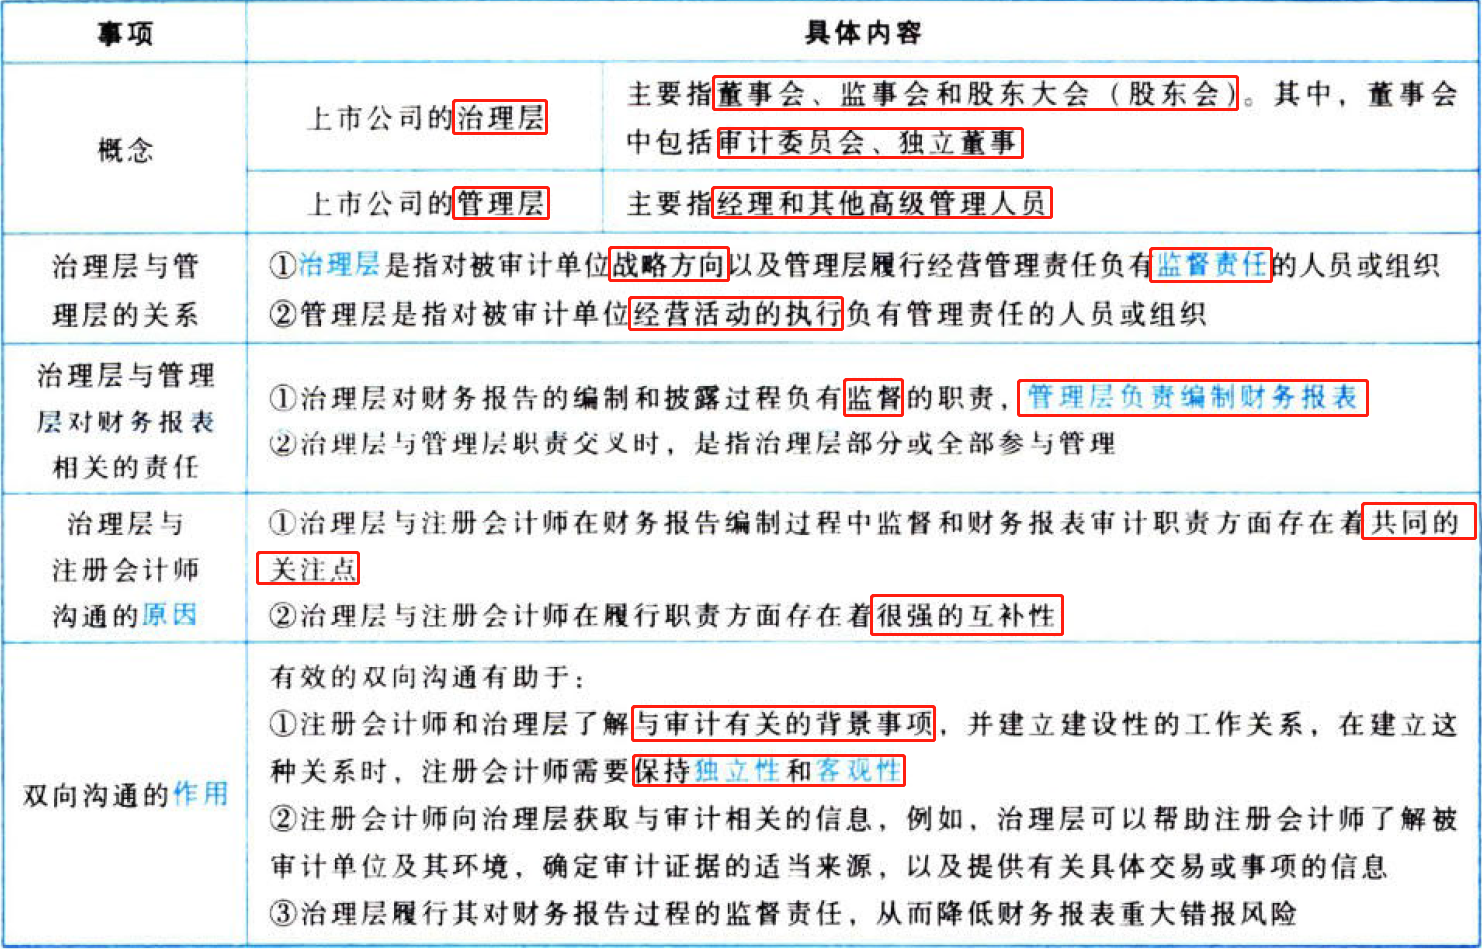 事项
具体内容
概念
上市公司的治理层
主要指董事会、监事会和股东大会（股东会）。其中，董事会
中包括审计委员会、独立董事
上市公司的管理层
主要指经理和其他高级管理人员
治理层与管
理层的关系
①治理层是指对被审计单位战略方向以及管理层履行经营管理责任负有监督责任的人员或组织
②管理层是指对被审计单位经营活动的执行负有管理责任的人员或组织
治理层与管理
层对财务报表
相关的责任
①治理层对财务报告的编制和披露过程负有监督的职责，管理层负责编制财务报表
②治理层与管理层职责交叉时，是指治理层部分或全部参与管理
治理层与
注册会计师
沟通的原因
①治理层与注册会计师在财务报告编制过程中监督和财务报表审计职责方面存在着共同的
关注点
②治理层与注册会计师在履行职责方面存在着很强的互补性
双向沟通的作用
有效的双向沟通有助于：
①注册会计师和治理层了解与审计有关的背景事项，并建立建设性的工作关系，在建立这
种关系时，注册会计师需要保持独立性和客观性
②注册会计师向治理层获取与审计相关的信息，例如，治理层可以帮助注册会计师了解被
审计单位及其环境，确定审计证据的适当来源，以及提供有关具体交易或事项的信息
③治理层履行其对财务报告过程的监督责任，从而降低财务报表重大错报风险